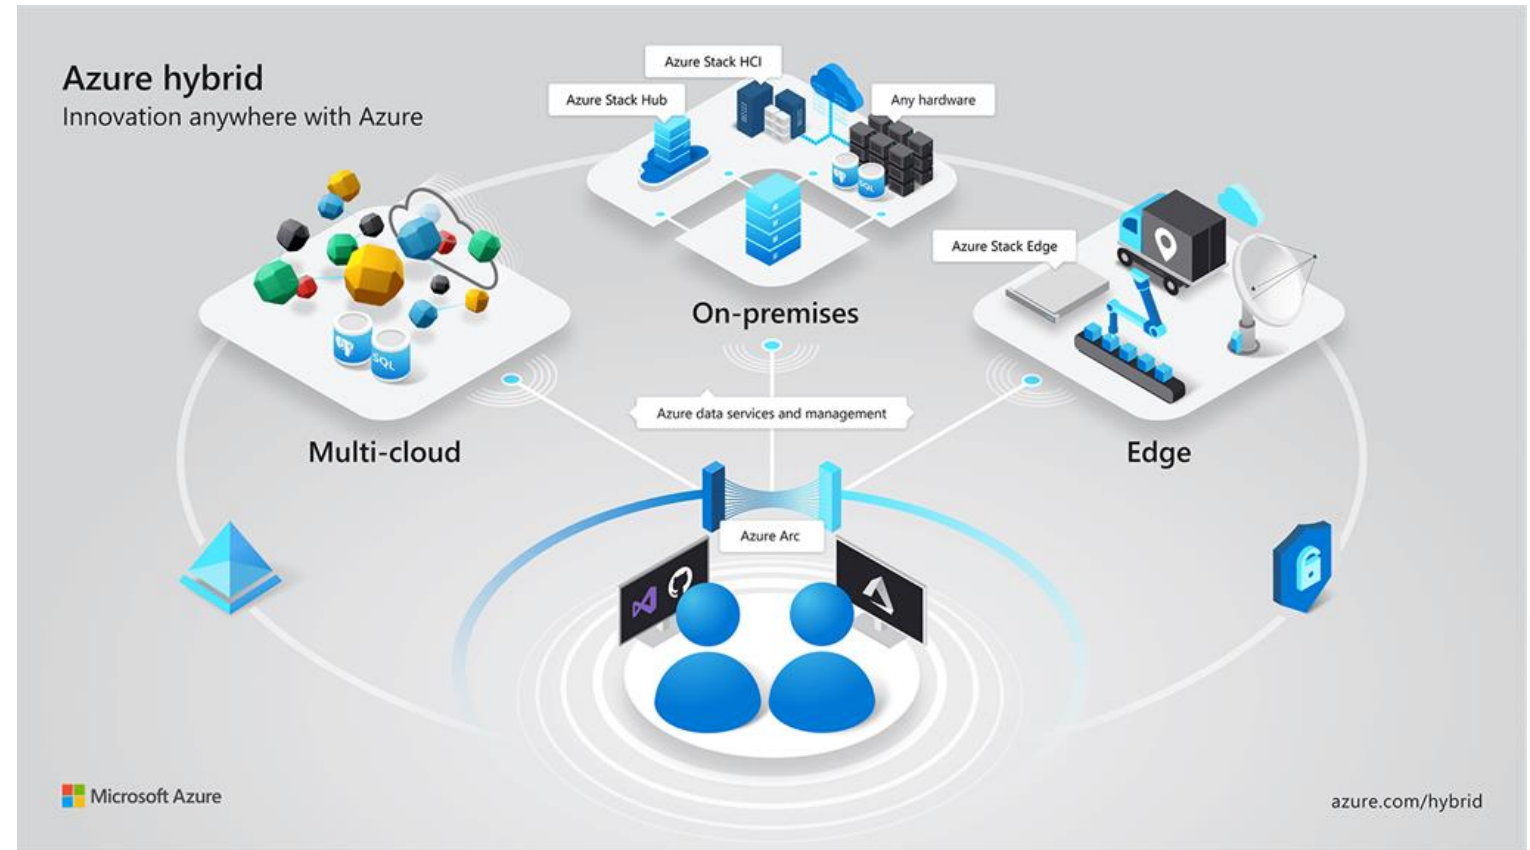 Azure hybrid
Innovation anywhere with Azure
Azure Stack HCI
Azure Stack Hub
Any hardware
SQL
Azure Stack Edge
On-premises
SQL
Azure data services and management
Multi-cloud
Edge
Azure Arc
Microsoft Azure
azure.com/hybrid